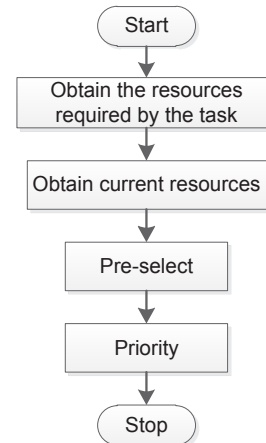 Start
Obtain the resources
required by the task
Obtain current resources
Pre-select
Priority
Stop